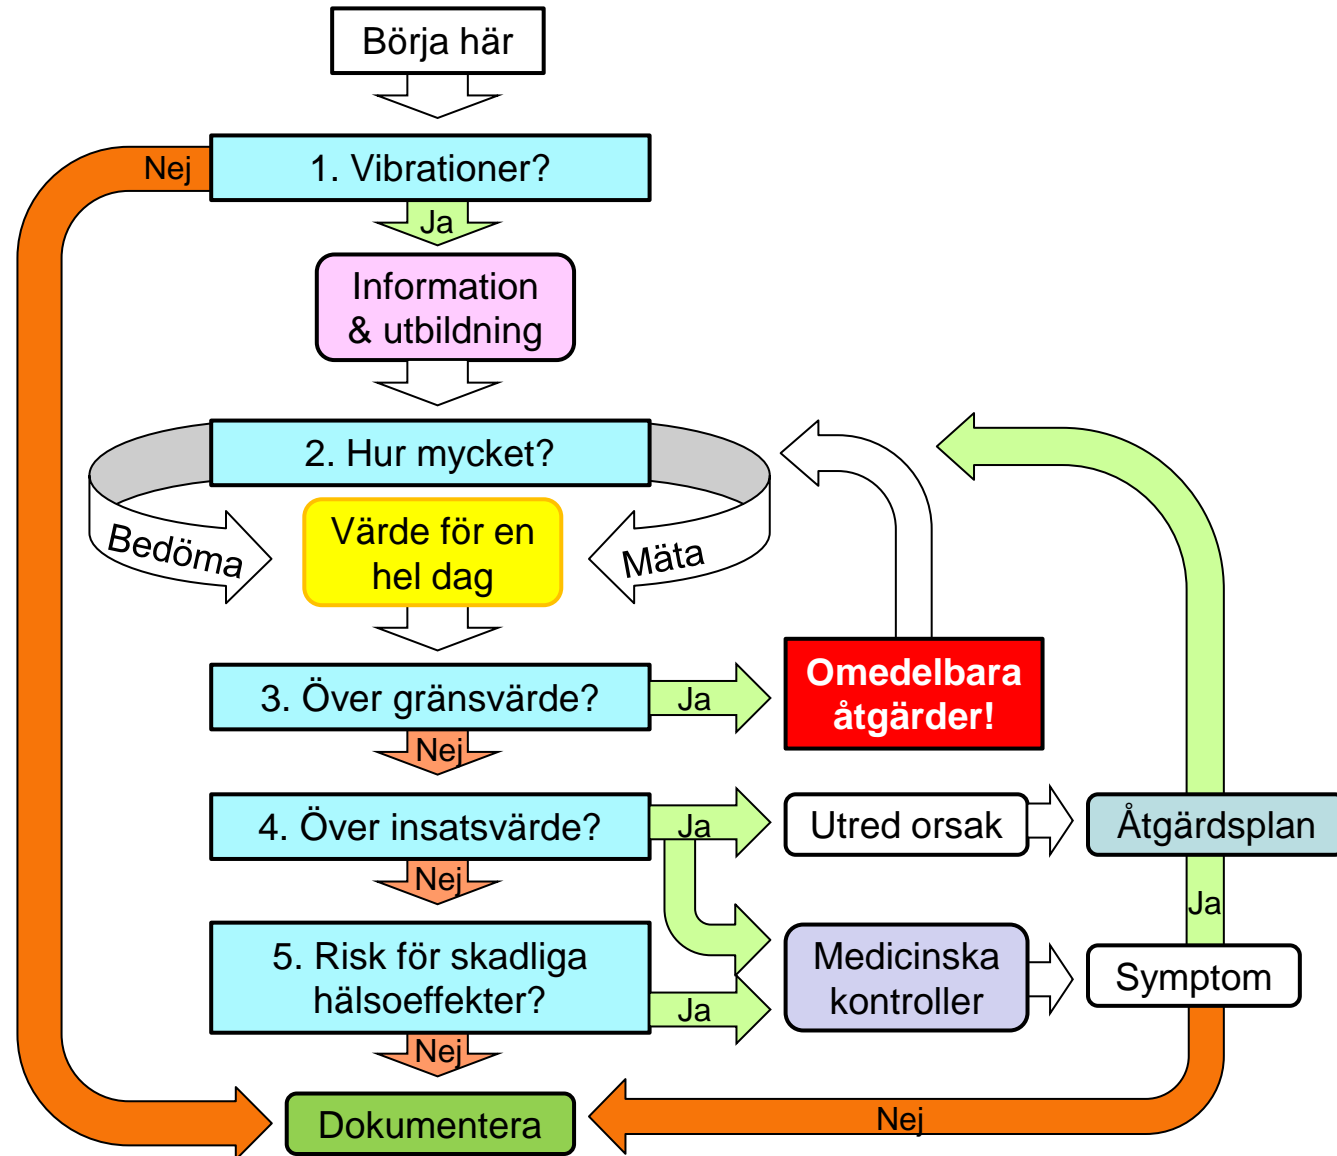 Börja här
Nej
1. Vibrationer?
Ja
Information
& utbildning
2. Hur mycket?
Bedöma
Värde för en
hel dag
Mäta
3. Över gränsvärde?
Ja
Omedelbara
åtgärder!
Nej
4. Över insatsvärde?
Ja
Utred orsak
Åtgärdsplan
Nej
Ja
5. Risk för skadliga
hälsoeffekter?
Ja
Medicinska
kontroller
Symptom
Nej
Dokumentera
Nej